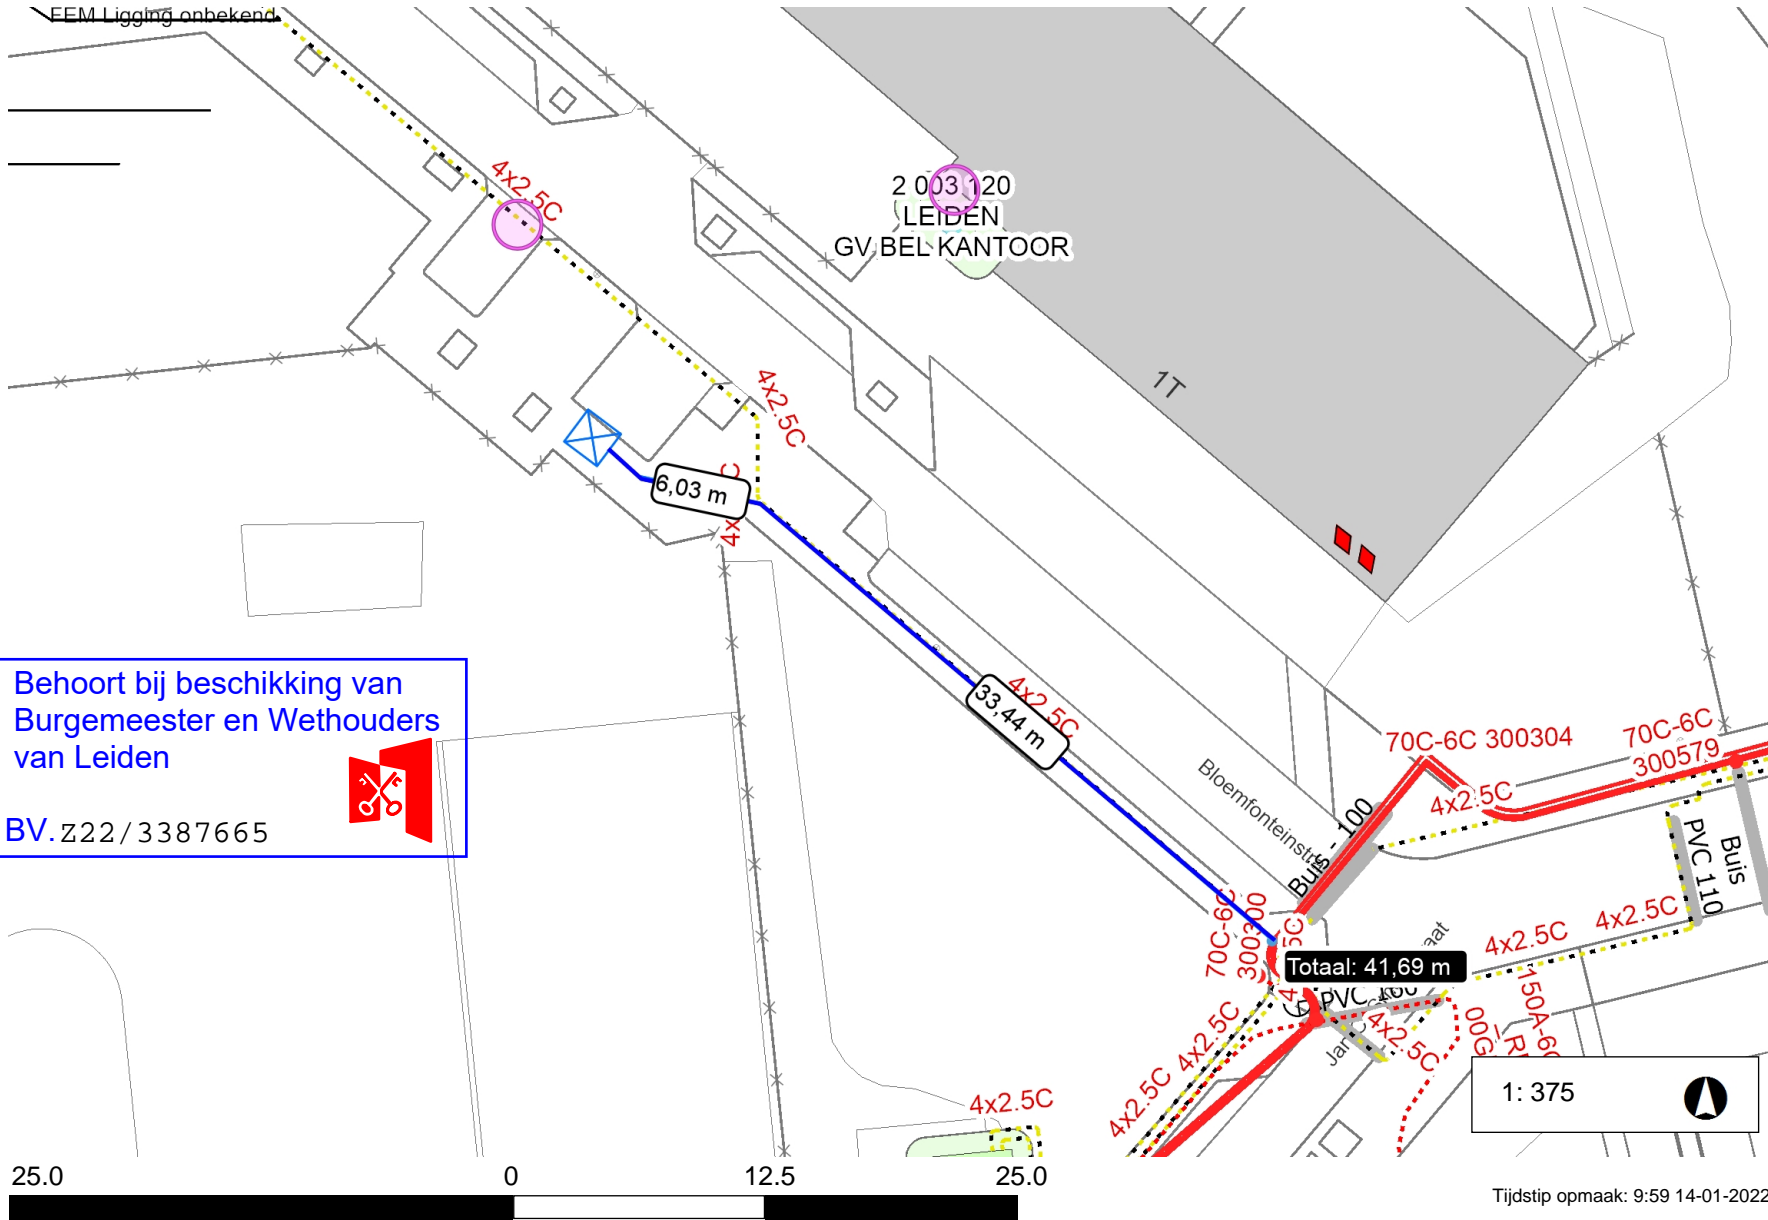 EEM Ligging onbekend
4x2.5C
2 003 120
LEIDEN
GV BEL KANTOOR
4x2.5C
1T
6,03 m
Behoort bij beschikking van
Burgemeester en Wethouders
van Leiden
BV. Z22/3387665
4x2.5C
33,44 m
Bloemfonteinstra
Buis - 100
70C-6C 300304
70C-6C
300579
4x2.5C
PVC 110
Buis
70C-6C
300300
4x2.5C
4x2.5C
Totaal: 41,69 m
4x2.5C
4x2.5C
4x2.5C
4x2.5C
1: 375
25.0 0 12.5 25.0
Tijdstip opmaak: 9:59 14-01-2022